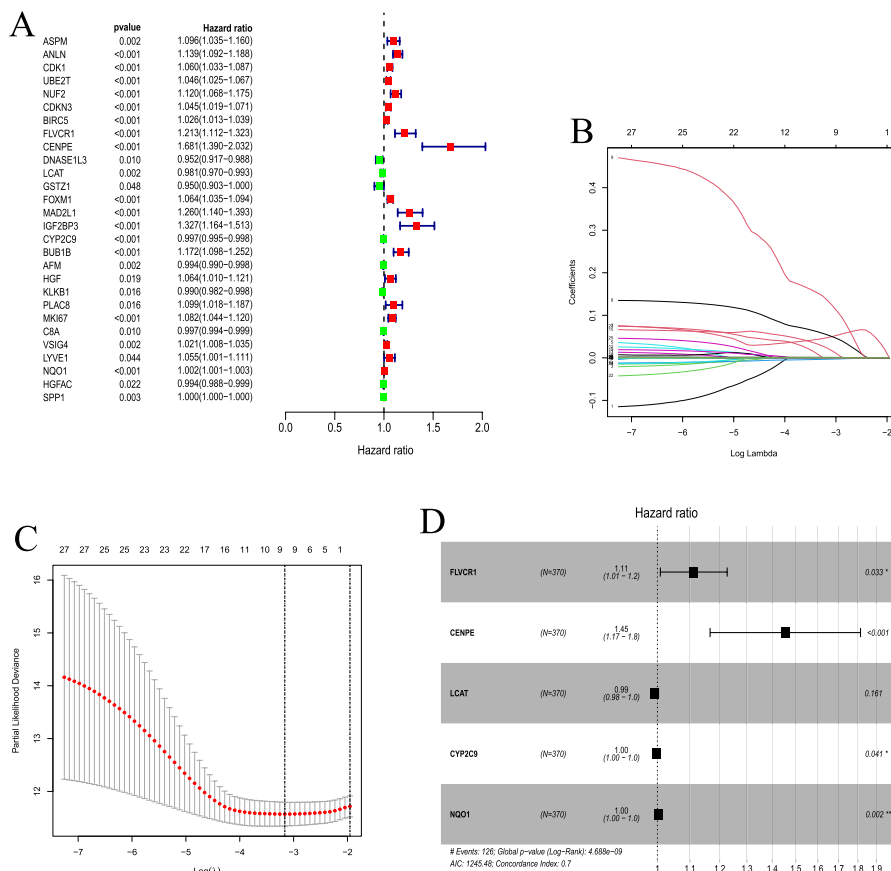 A
pvalue Hazard ratio
ASPM 0.002 1.096(1.035−1.160)
ANLN <0.001 1.139(1.092−1.188)
CDK1 <0.001 1.060(1.033−1.087)
UBE2T <0.001 1.046(1.025−1.067)
NUF2 <0.001 1.120(1.068−1.175)
CDKN3 <0.001 1.045(1.019−1.071)
BIRC5 <0.001 1.026(1.013−1.039)
FLVCR1 <0.001 1.213(1.112−1.323)
CENPE <0.001 1.681(1.390−2.032)
DNASE1L3 0.010 0.952(0.917−0.988)
LCAT 0.002 0.981(0.970−0.993)
GSTZ1 0.048 0.950(0.903−1.000)
FOXM1 <0.001 1.064(1.035−1.094)
MAD2L1 <0.001 1.260(1.140−1.393)
IGF2BP3 <0.001 1.327(1.164−1.513)
CYP2C9 <0.001 0.997(0.995−0.998)
BUB1B <0.001 1.172(1.098−1.252)
AFM 0.002 0.994(0.990−0.998)
HGF 0.019 1.064(1.010−1.121)
KLKB1 0.016 0.990(0.982−0.998)
PLAC8 0.016 1.099(1.018−1.187)
MKI67 <0.001 1.082(1.044−1.120)
C8A 0.010 0.997(0.994−0.999)
VSIG4 0.002 1.021(1.008−1.035)
LYVE1 0.044 1.055(1.001−1.111)
NQO1 <0.001 1.002(1.001−1.003)
HGFAC 0.022 0.994(0.988−0.999)
SPP1 0.003 1.000(1.000−1.000)
0.0 0.5 1.0 1.5 2.0
Hazard ratio
B
27 25 22 12 9 1
Coefficients
0.4
0.3
0.2
0.1
0.0
−0.1
−7 −6 −5 −4 −3 −2
Log Lambda
C
27 27 25 25 23 23 22 17 16 11 10 9 9 6 5 1
Partial Likelihood Deviance
16
15
14
13
12
−7 −6 −5 −4 −3 −2
Log(λ)
D
Hazard ratio
FLVCR1 (N=370) 1.11 (1.01 − 1.2) 0.033 *
CENPE (N=370) 1.45 (1.17 − 1.8) <0.001
LCAT (N=370) 0.99 (0.98 − 1.0) 0.161
CYP2C9 (N=370) 1.00 (1.00 − 1.0) 0.041 *
NQO1 (N=370) 1.00 (1.00 − 1.0) 0.002 **
# Events: 126; Global p−value (Log−Rank): 4.688e−09
AIC: 1245.48; Concordance Index: 0.7
1 1.1 1.2 1.3 1.4 1.5 1.6 1.7 1.8 1.9